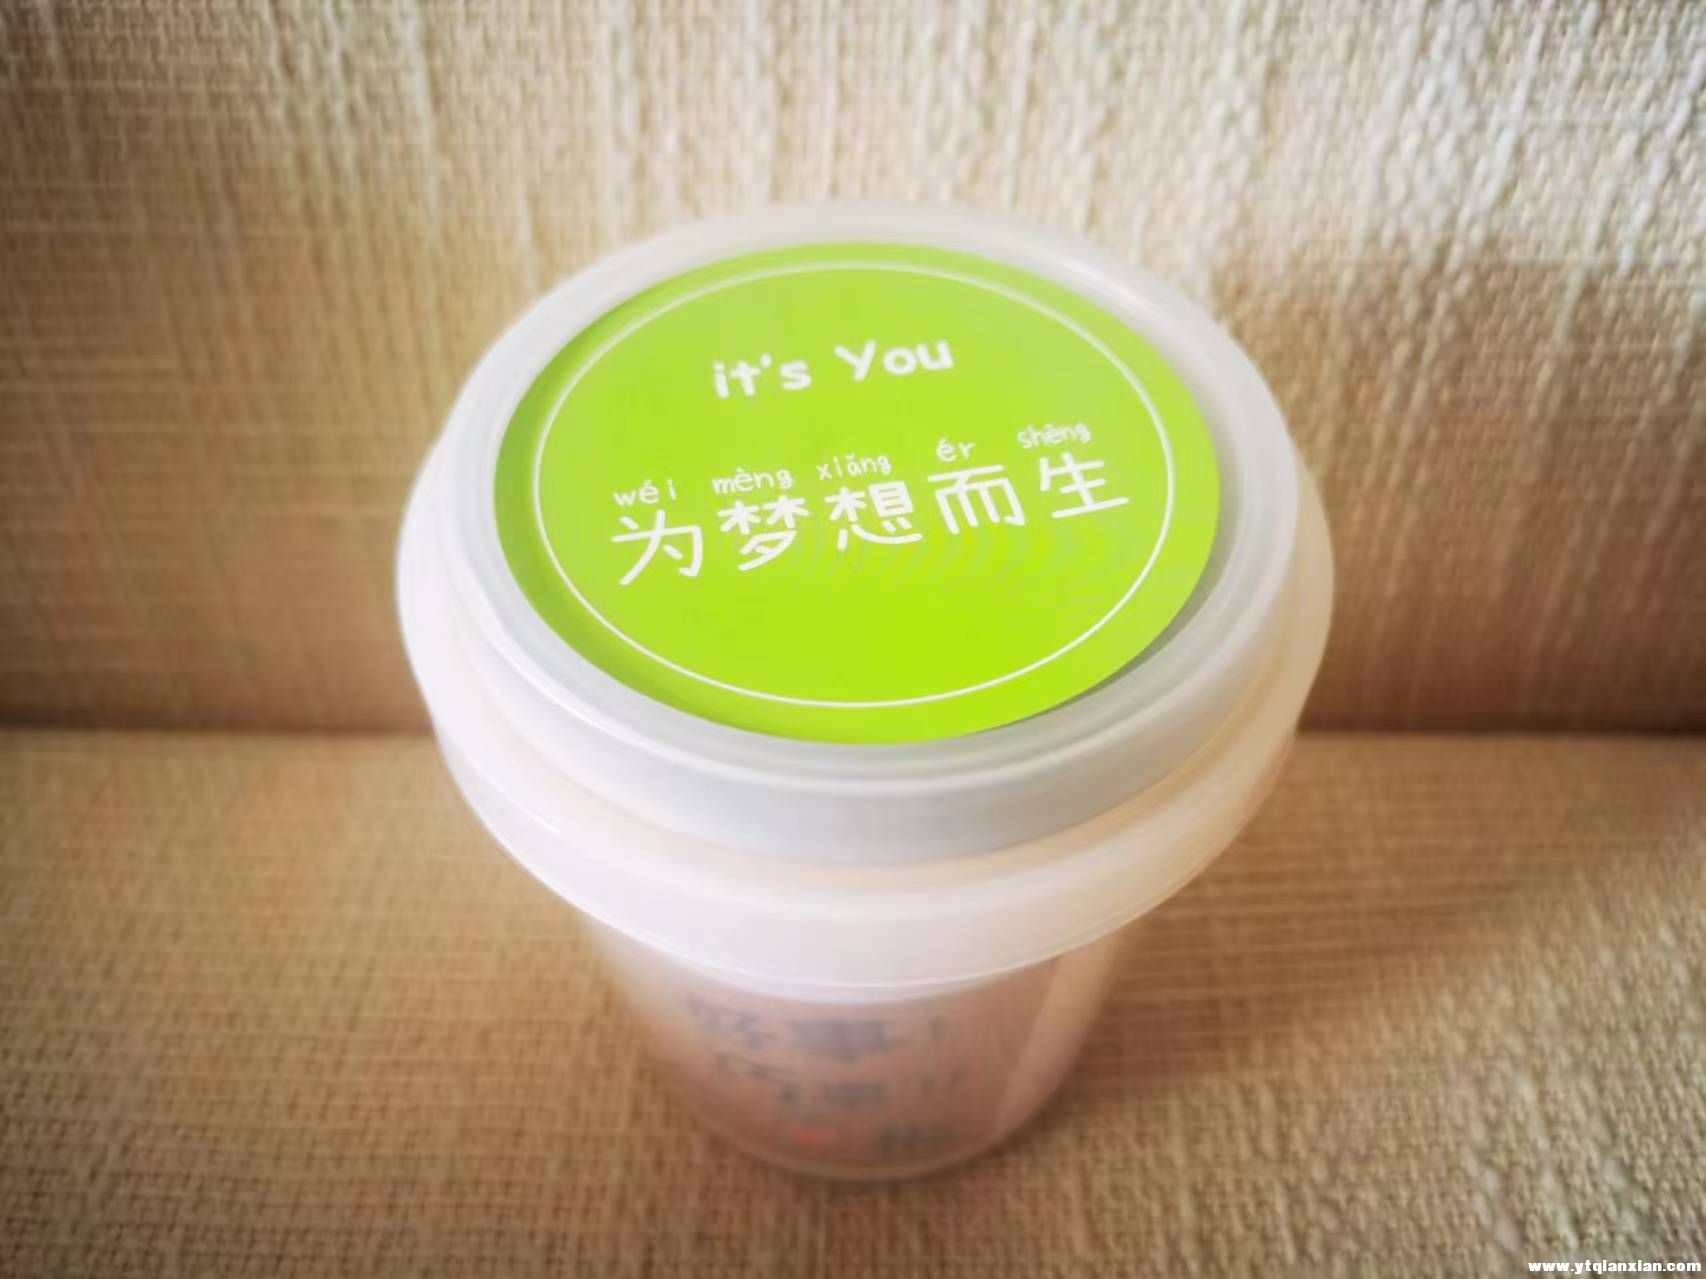 it's You
wéi mèng xiǎng ér shēng
为梦想而生
www.ytqianxian.com